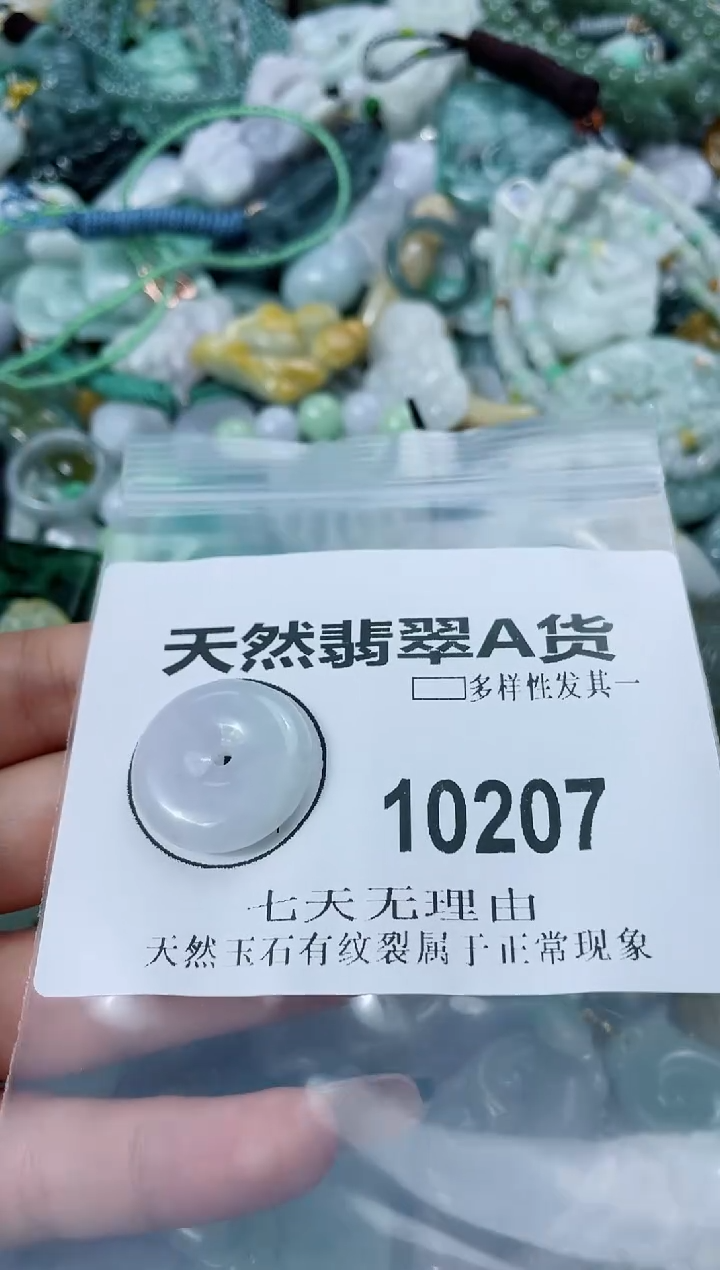 天然翡翠A货
多样性发其一
10207
七天无理由
天然玉石有纹裂属于正常现象